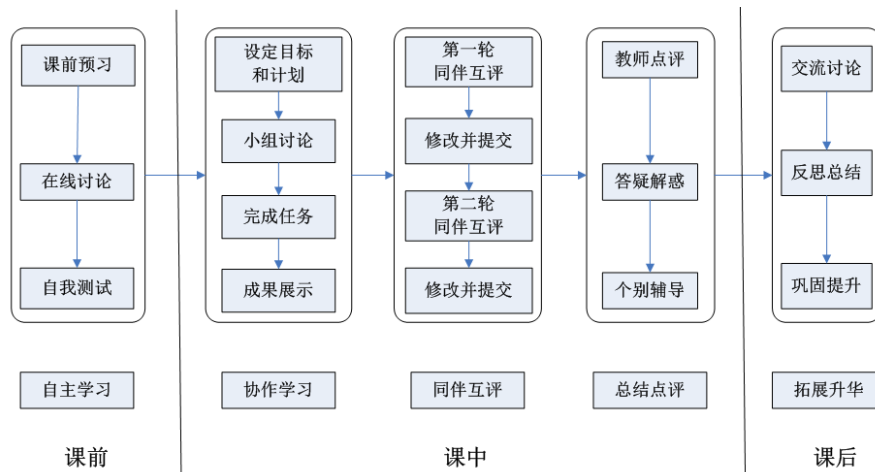 课前预习
在线讨论
自我测试
设定目标
和计划
小组讨论
完成任务
成果展示
第一轮
同伴互评
修改并提交
第二轮
同伴互评
修改并提交
教师点评
答疑解惑
个别辅导
交流讨论
反思总结
巩固提升
自主学习
协作学习
同伴互评
总结点评
拓展升华
课前
课中
课后